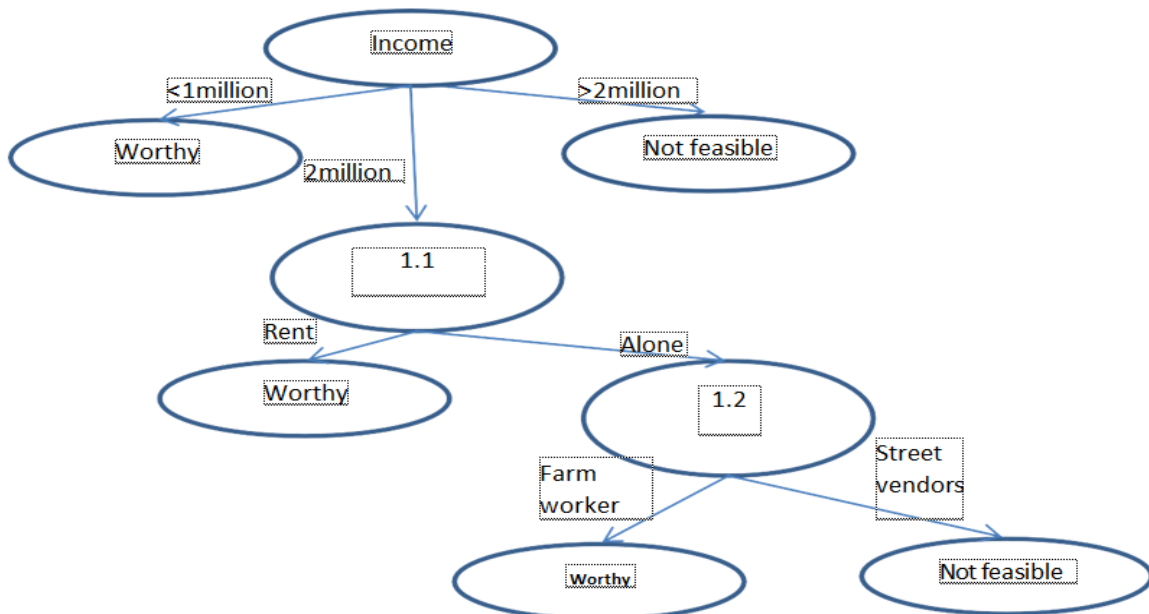 Income
<1million
>2million
Worthy
Not feasible
2million
1.1
Rent
Alone
Worthy
1.2
Farm
worker
Street
vendors
Worthy
Not feasible